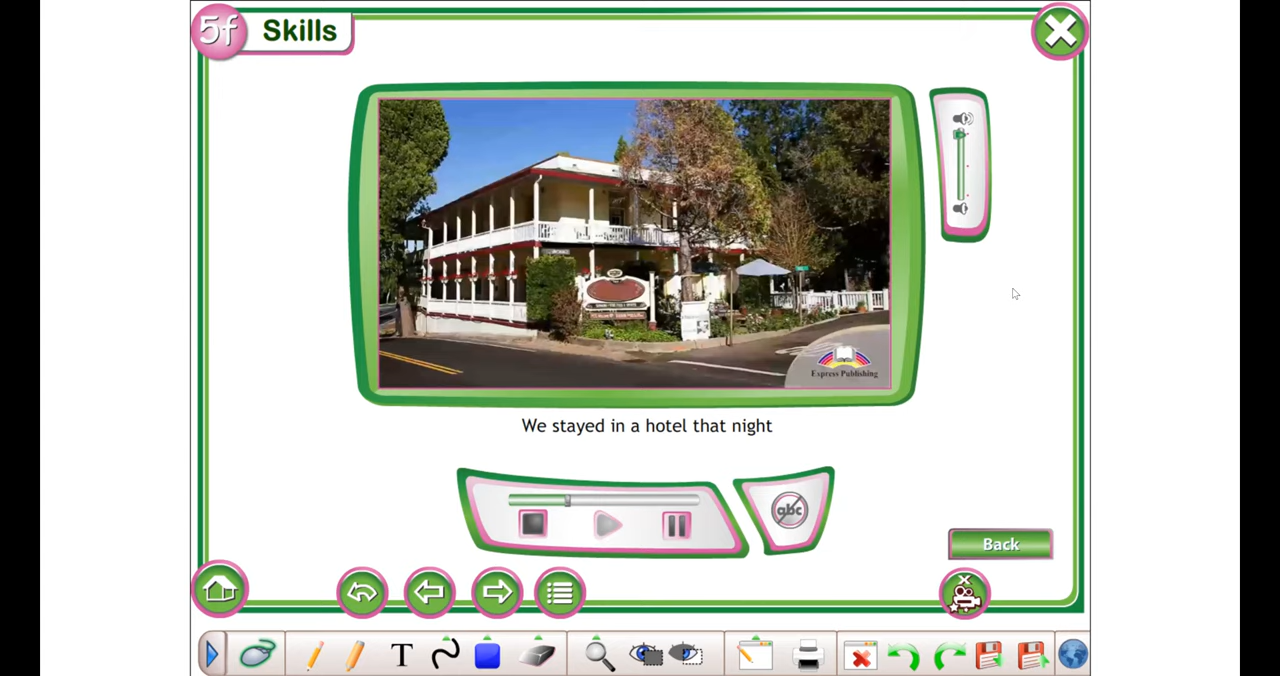 5f Skills
Express Publishing
We stayed in a hotel that night
abc
Back
T